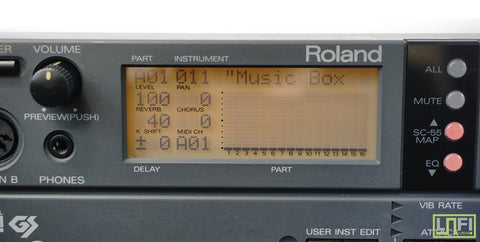 VOLUME
PREVIEW(PUSH)
PHONES
PART INSTRUMENT
Roland
A01 011 "Music Box
LEVEL PAN
100 0
REVERB CHORUS
40 0
K SHIFT MIDI CH
± 0 A01
1 2 3 4 5 6 7 8 9 10 11 12 13 14 15 16
DELAY PART
ALL
MUTE
SC-55
MAP
EQ
GS
USER INST EDIT
VIB RATE
LOFI